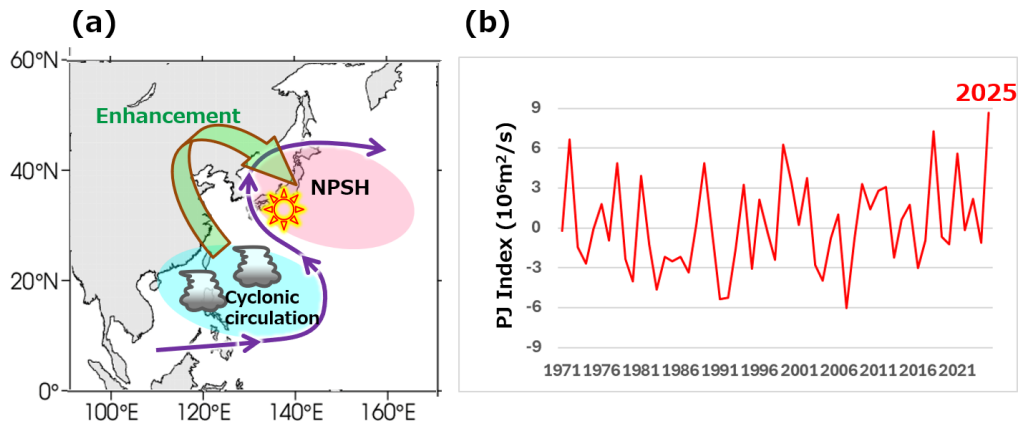 (a)
60°N
40°N
20°N
0°
100°E
120°E
140°E
160°E
Enhancement
NPSH
Cyclonic
circulation
(b)
2025
PJ Index (10⁶m²/s)
9
6
3
0
-3
-6
-9
1971 1976 1981 1986 1991 1996 2001 2006 2011 2016 2021